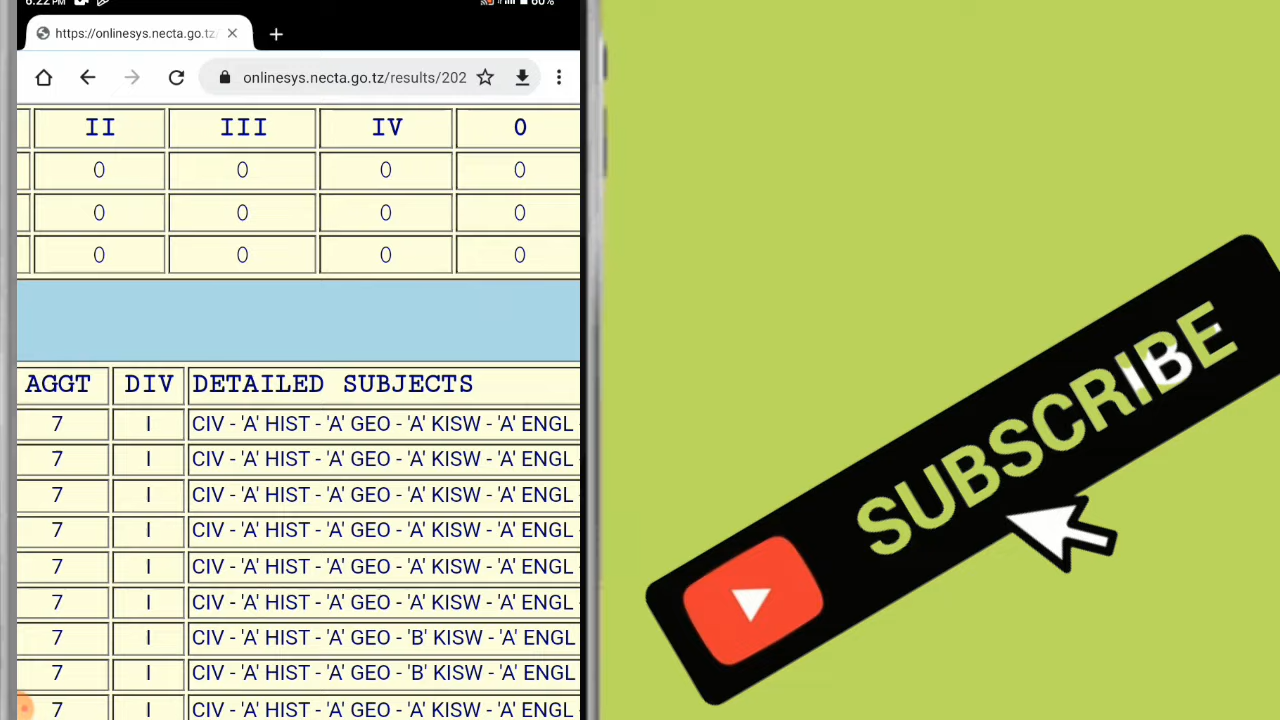 6:22PM
60%
https://onlinesys.necta.go.tz/
onlinesys.necta.go.tz/results/202
II III IV 0
0 0 0 0
0 0 0 0
0 0 0 0
AGGT DIV DETAILED SUBJECTS
7 I CIV - 'A' HIST - 'A' GEO - 'A' KISW - 'A' ENGL -
7 I CIV - 'A' HIST - 'A' GEO - 'A' KISW - 'A' ENGL -
7 I CIV - 'A' HIST - 'A' GEO - 'A' KISW - 'A' ENGL -
7 I CIV - 'A' HIST - 'A' GEO - 'A' KISW - 'A' ENGL -
7 I CIV - 'A' HIST - 'A' GEO - 'A' KISW - 'A' ENGL -
7 I CIV - 'A' HIST - 'A' GEO - 'A' KISW - 'A' ENGL -
7 I CIV - 'A' HIST - 'A' GEO - 'B' KISW - 'A' ENGL
7 I CIV - 'A' HIST - 'A' GEO - 'B' KISW - 'A' ENGL
7 I CIV - 'A' HIST - 'A' GEO - 'A' KISW - 'A' ENGL -
SUBSCRIBE